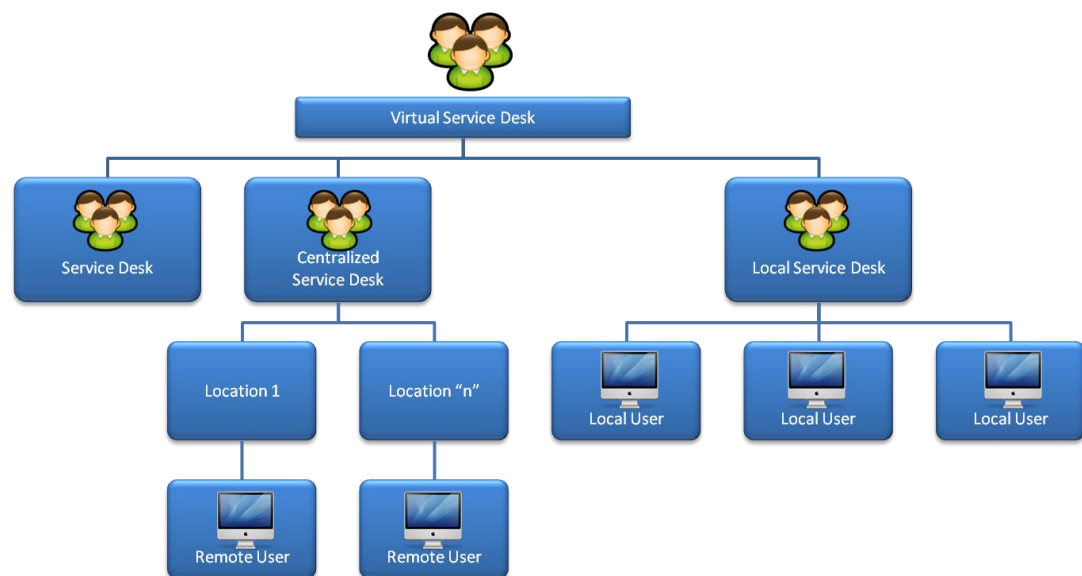 Virtual Service Desk
Service Desk
Centralized
Service Desk
Local Service Desk
Location 1
Location “n”
Local User
Local User
Local User
Remote User
Remote User